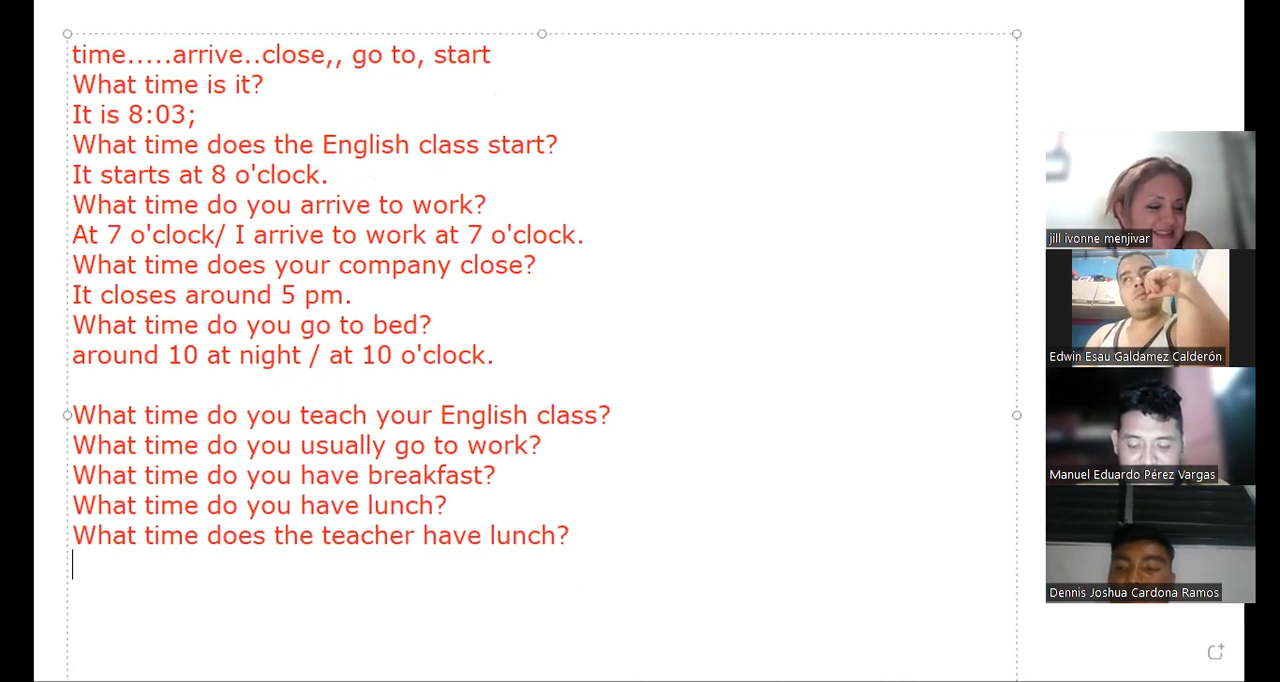 time.....arrive..close,, go to, start
What time is it?
It is 8:03;
What time does the English class start?
It starts at 8 o'clock.
What time do you arrive to work?
At 7 o'clock/ I arrive to work at 7 o'clock.
What time does your company close?
It closes around 5 pm.
What time do you go to bed?
around 10 at night / at 10 o'clock.
What time do you teach your English class?
What time do you usually go to work?
What time do you have breakfast?
What time do you have lunch?
What time does the teacher have lunch?
jill ivonne menjivar
Edwin Esau Galdamez Calderón
Manuel Eduardo Pérez Vargas
Dennis Joshua Cardona Ramos